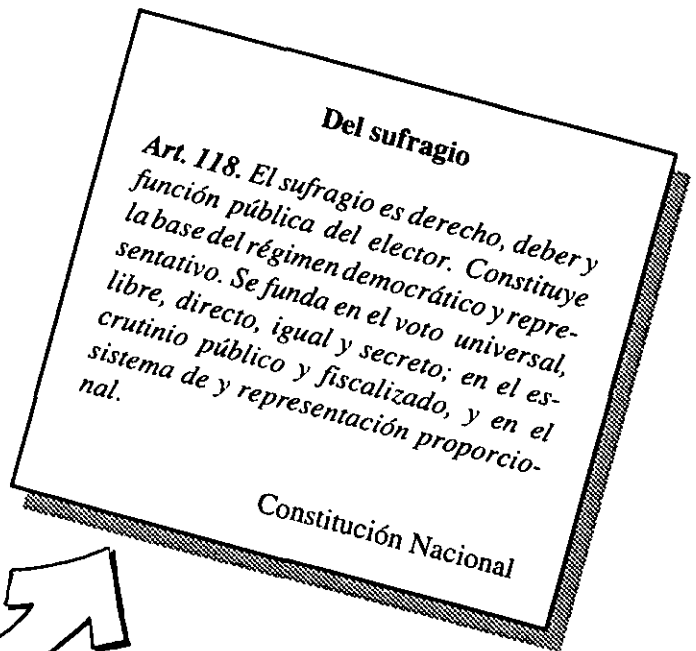 Del sufragio
Art. 118. El sufragio es derecho, deber y
función pública del elector. Constituye
la base del régimen democrático y repre-
sentativo. Se funda en el voto universal,
libre, directo, igual y secreto; en el es-
crutinio público y fiscalizado, y en el
sistema de y representación proporcio-
nal.
Constitución Nacional